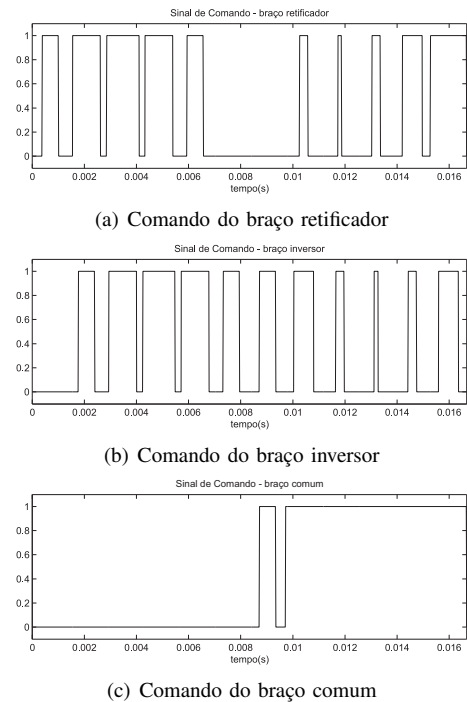 Sinal de Comando - braço retificador
1
0.8
0.6
0.4
0.2
0
0 0.002 0.004 0.006 0.008 0.01 0.012 0.014 0.016
tempo(s)
(a) Comando do braço retificador
Sinal de Comando - braço inversor
1
0.8
0.6
0.4
0.2
0
0 0.002 0.004 0.006 0.008 0.01 0.012 0.014 0.016
tempo(s)
(b) Comando do braço inversor
Sinal de Comando - braço comum
1
0.8
0.6
0.4
0.2
0
0 0.002 0.004 0.006 0.008 0.01 0.012 0.014 0.016
tempo(s)
(c) Comando do braço comum